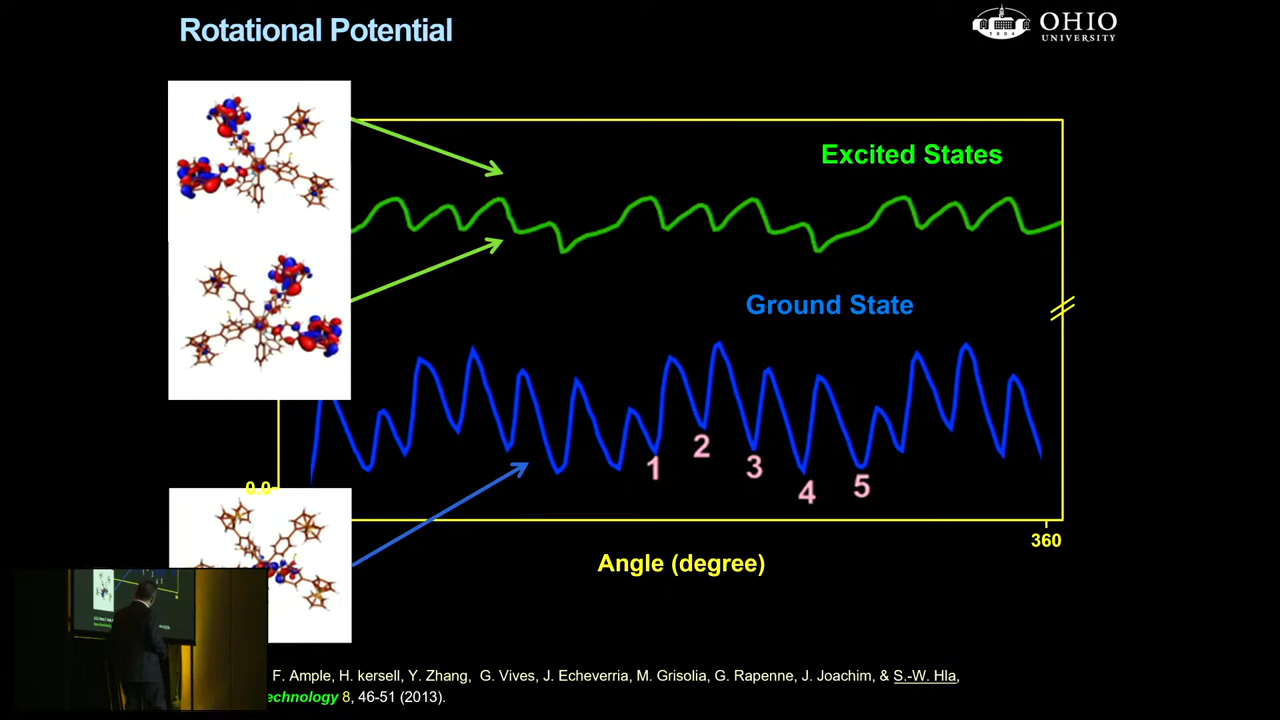 Rotational Potential
OHIO
UNIVERSITY
1804
Excited States
Ground State
1
2
3
4
5
0.0
360
Angle (degree)
F. Ample, H. kersell, Y. Zhang, G. Vives, J. Echeverria, M. Grisolia, G. Rapenne, J. Joachim, & S.-W. Hla,
echnology 8, 46-51 (2013).